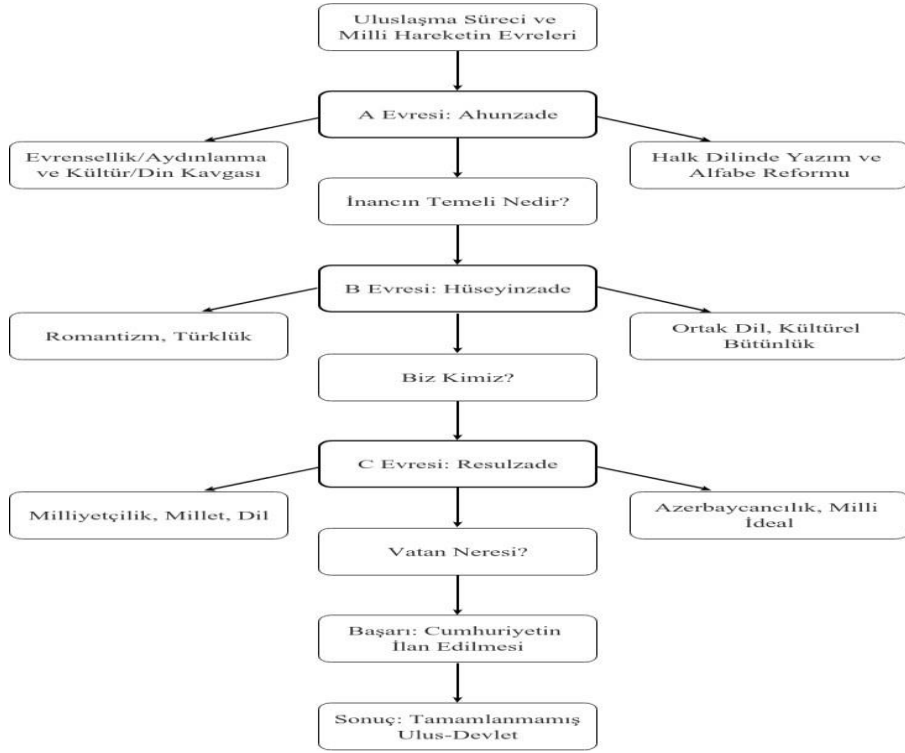 Uluslaşma Süreci ve
Milli Hareketin Evreleri
A Evresi: Ahunzade
Evrensellik/Aydınlanma
ve Kültür/Din Kavgası
Halk Dilinde Yazım ve
Alfabe Reformu
İnancın Temeli Nedir?
B Evresi: Hüseyinzade
Romantizm, Türklük
Ortak Dil, Kültürel
Bütünlük
Biz Kimiz?
C Evresi: Resulzade
Milliyetçilik, Millet, Dil
Azerbaycancılık, Milli
İdeal
Vatan Neresi?
Başarı: Cumhuriyetin
İlan Edilmesi
Sonuç: Tamamlanmamış
Ulus-Devlet